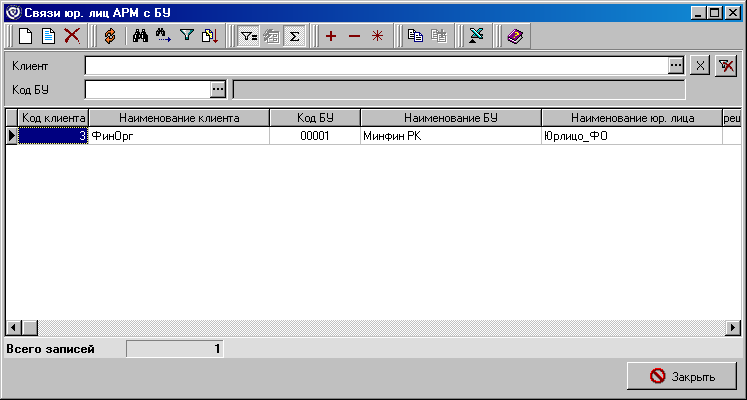 Связи юр. лиц АРМ с БУ
Клиент
Код БУ
Код клиента Наименование клиента Код БУ Наименование БУ Наименование юр. лица реш
3 ФинОрг 00001 Минфин РК Юрлицо_ФО
Всего записей 1
Закрыть